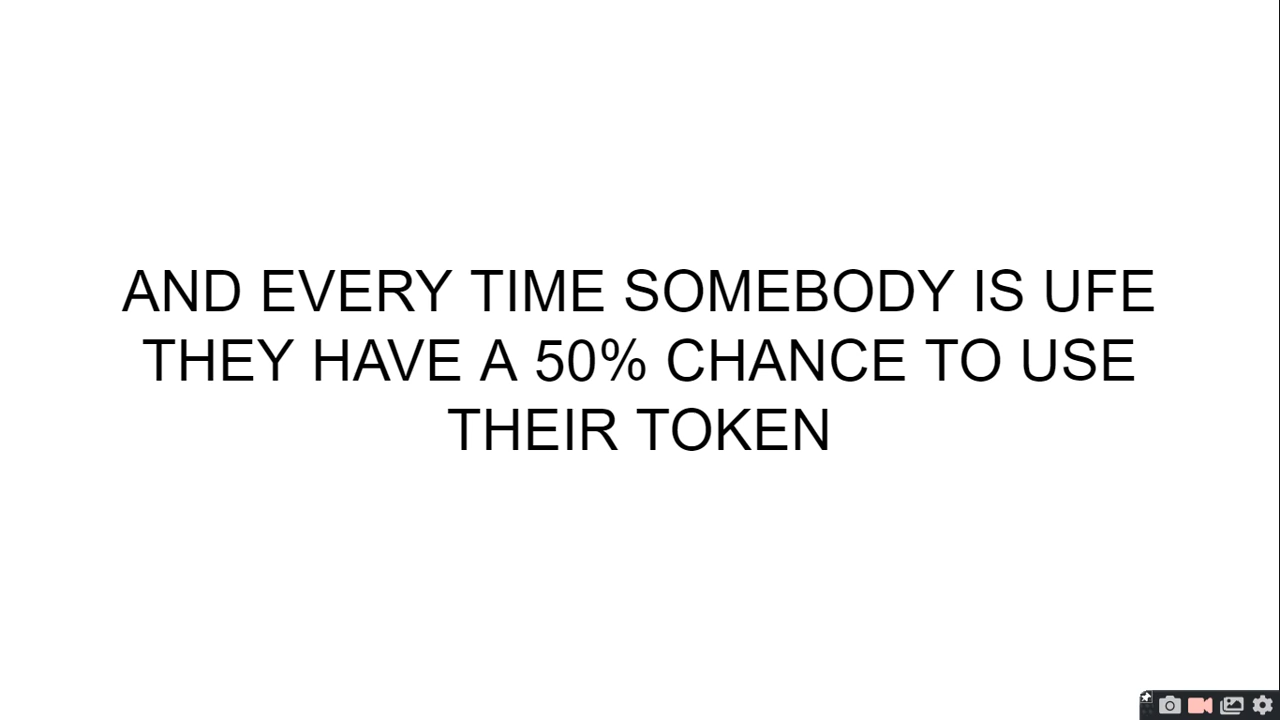 AND EVERY TIME SOMEBODY IS UFE
THEY HAVE A 50% CHANCE TO USE
THEIR TOKEN